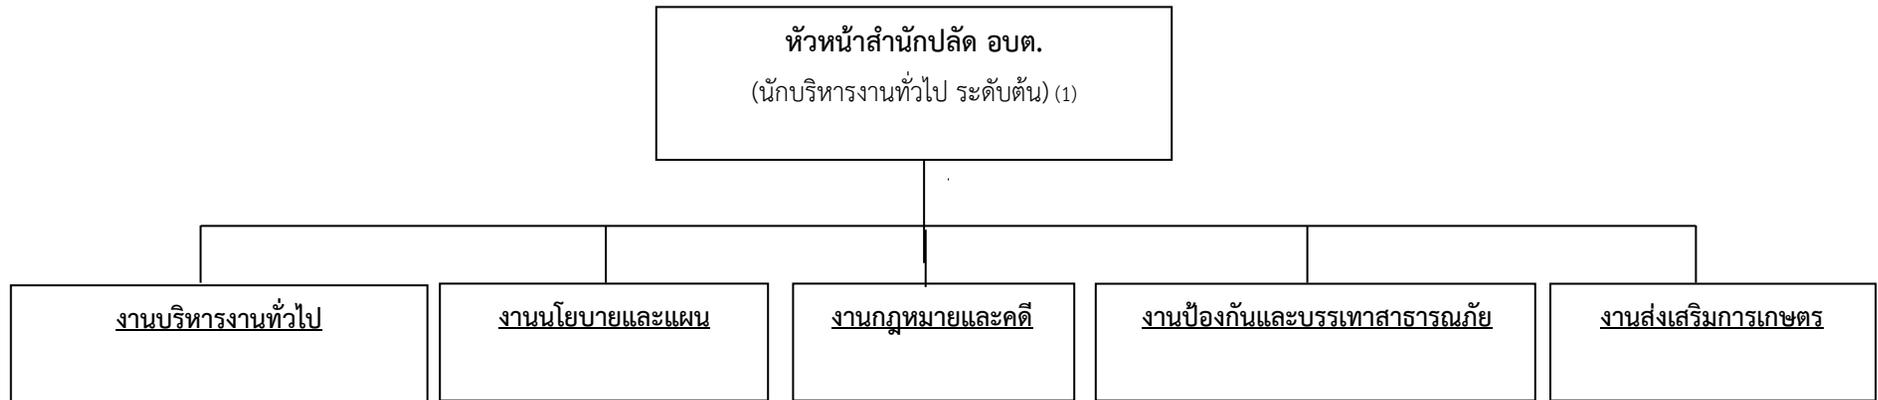 หัวหน้าสำนักปลัด อบต.
(นักบริหารงานทั่วไป ระดับต้น) (1)
งานบริหารงานทั่วไป
งานนโยบายและแผน
งานกฎหมายและคดี
งานป้องกันและบรรเทาสาธารณภัย
งานส่งเสริมการเกษตร